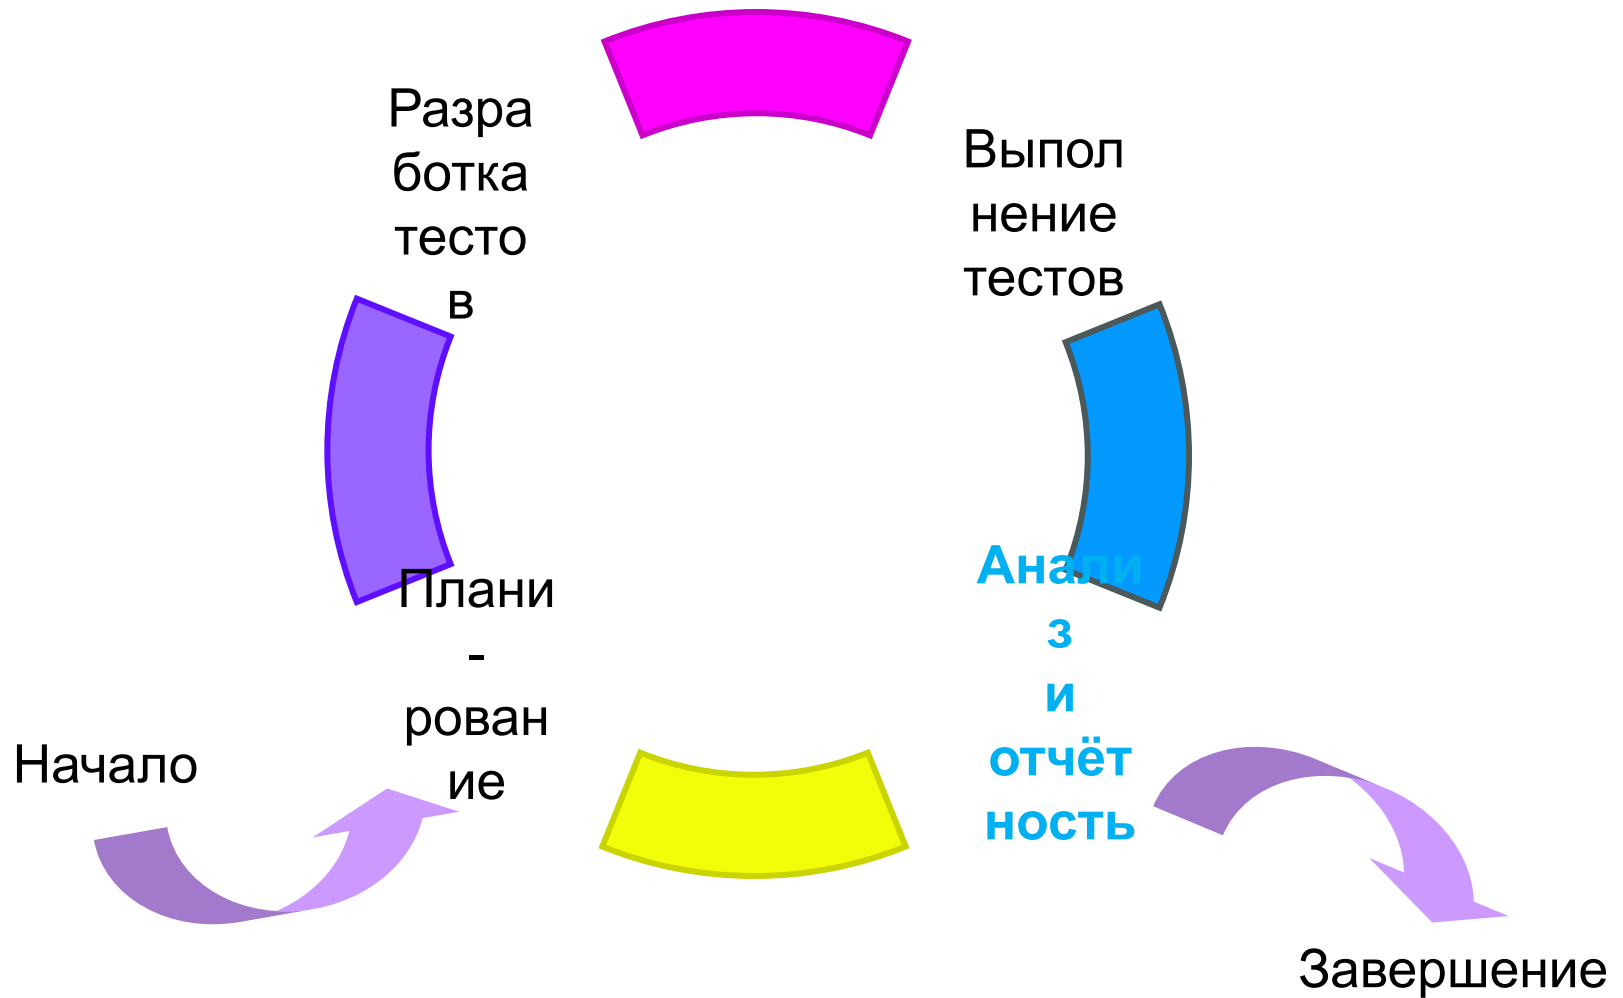 Разра
ботка
тесто
в
Выпол
нение
тестов
Плани
-
рован
ие
Анали
з
и
отчёт
ность
Начало
Завершение